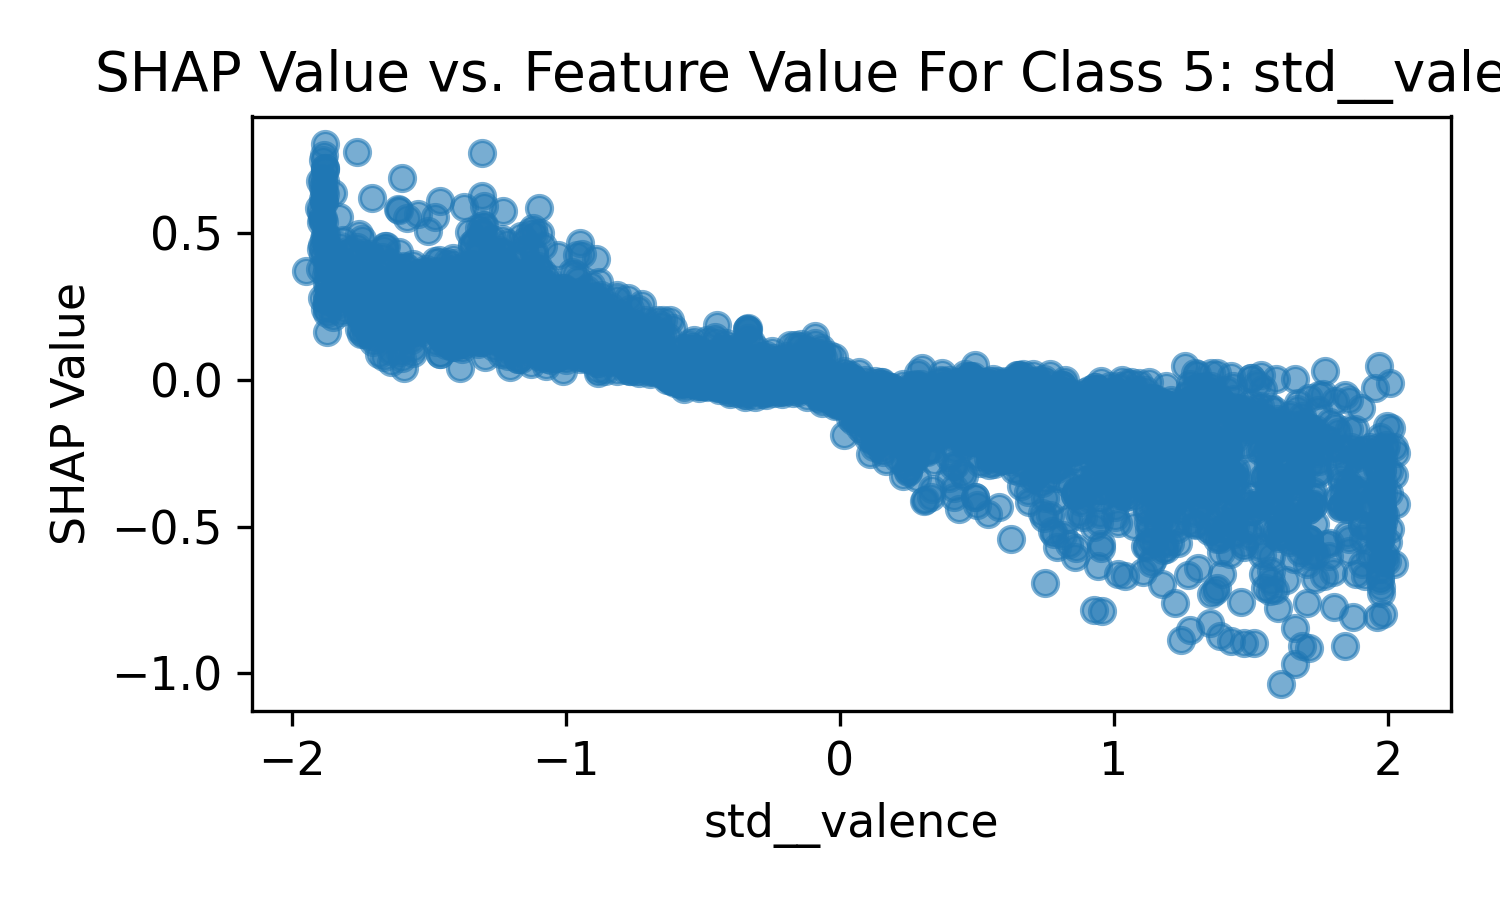 SHAP Value vs. Feature Value For Class 5: std__vale
SHAP Value
0.5
0.0
−0.5
−1.0
−2 −1 0 1 2
std__valence